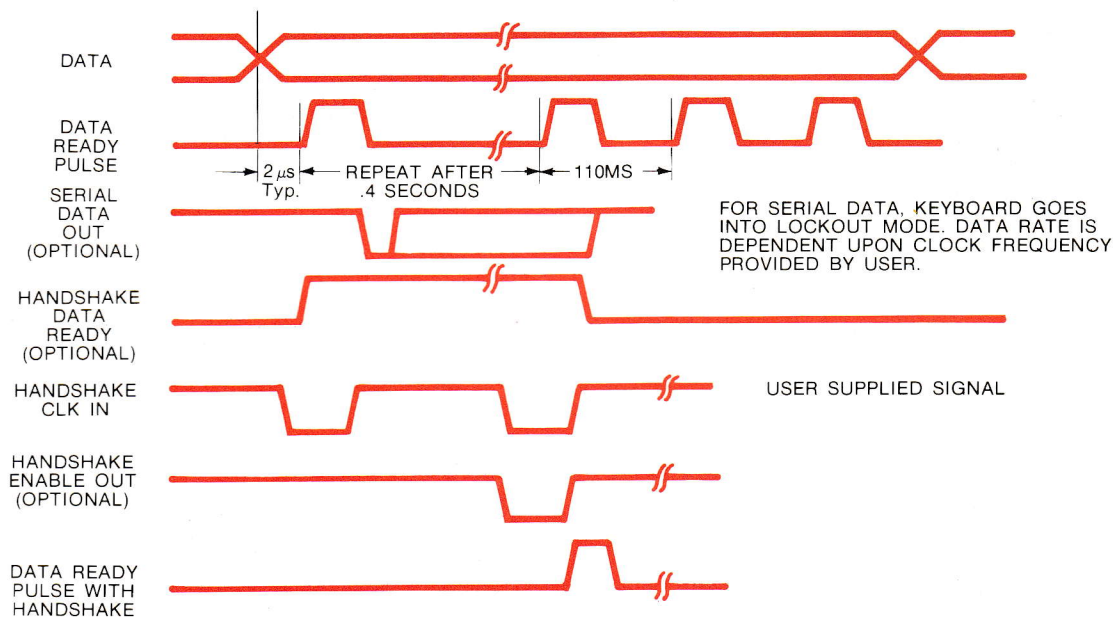 DATA
DATA
READY
PULSE
2 μs
Typ.
REPEAT AFTER
.4 SECONDS
110MS
SERIAL
DATA
OUT
(OPTIONAL)
FOR SERIAL DATA, KEYBOARD GOES
INTO LOCKOUT MODE. DATA RATE IS
DEPENDENT UPON CLOCK FREQUENCY
PROVIDED BY USER.
HANDSHAKE
DATA
READY
(OPTIONAL)
HANDSHAKE
CLK IN
USER SUPPLIED SIGNAL
HANDSHAKE
ENABLE OUT
(OPTIONAL)
DATA READY
PULSE WITH
HANDSHAKE